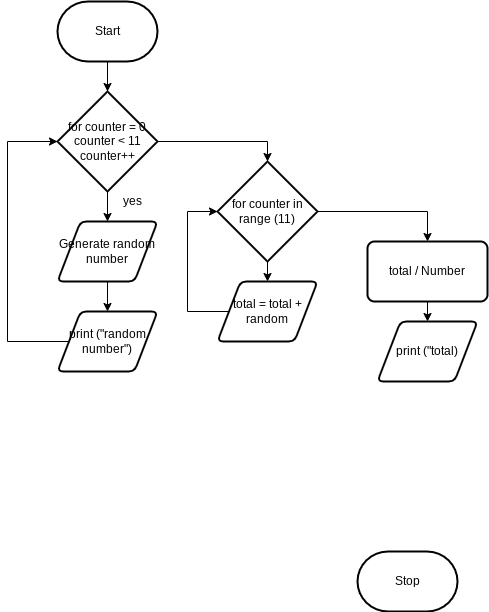 Start
for counter = 0
counter < 11
counter++
yes
Generate random
number
print ("random
number")
for counter in
range (11)
total = total +
random
total / Number
print ("total)
Stop